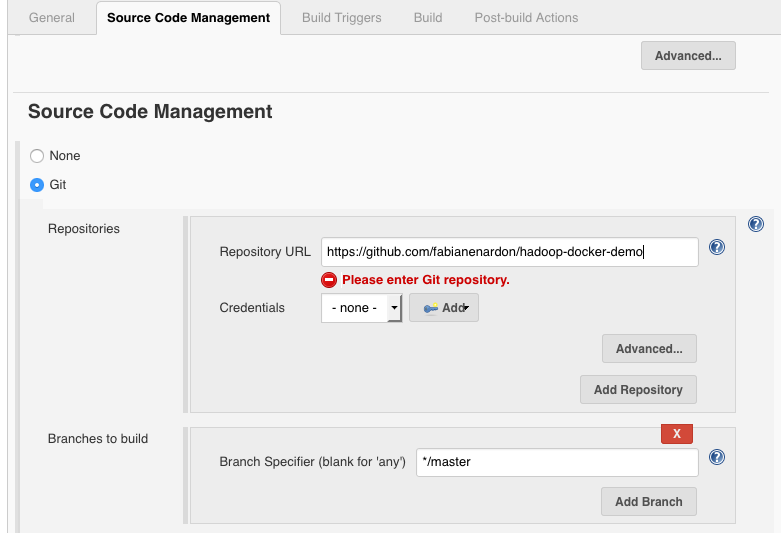 General Source Code Management Build Triggers Build Post-build Actions
Advanced...
Source Code Management
None
Git
Repositories
?
Repository URL https://github.com/fabianenardon/hadoop-docker-demo ?
Please enter Git repository.
Credentials - none - Add
Advanced...
Add Repository
Branches to build
X
Branch Specifier (blank for 'any') */master ?
Add Branch